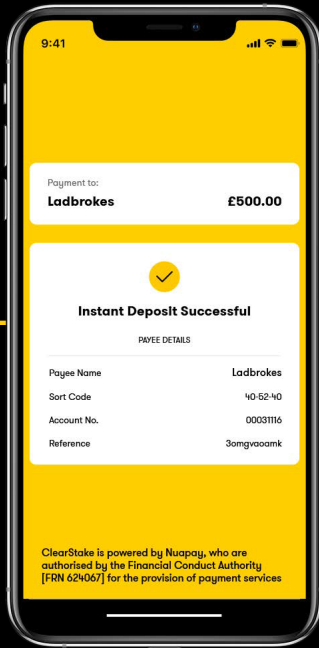 9:41
Payment to:
Ladbrokes £500.00
Instant Deposit Successful
PAYEE DETAILS
Payee Name Ladbrokes
Sort Code 40-52-40
Account No. 00031116
Reference 3omgvaoamk
ClearStake is powered by Nuapay, who are
authorised by the Financial Conduct Authority
[FRN 624067] for the provision of payment services